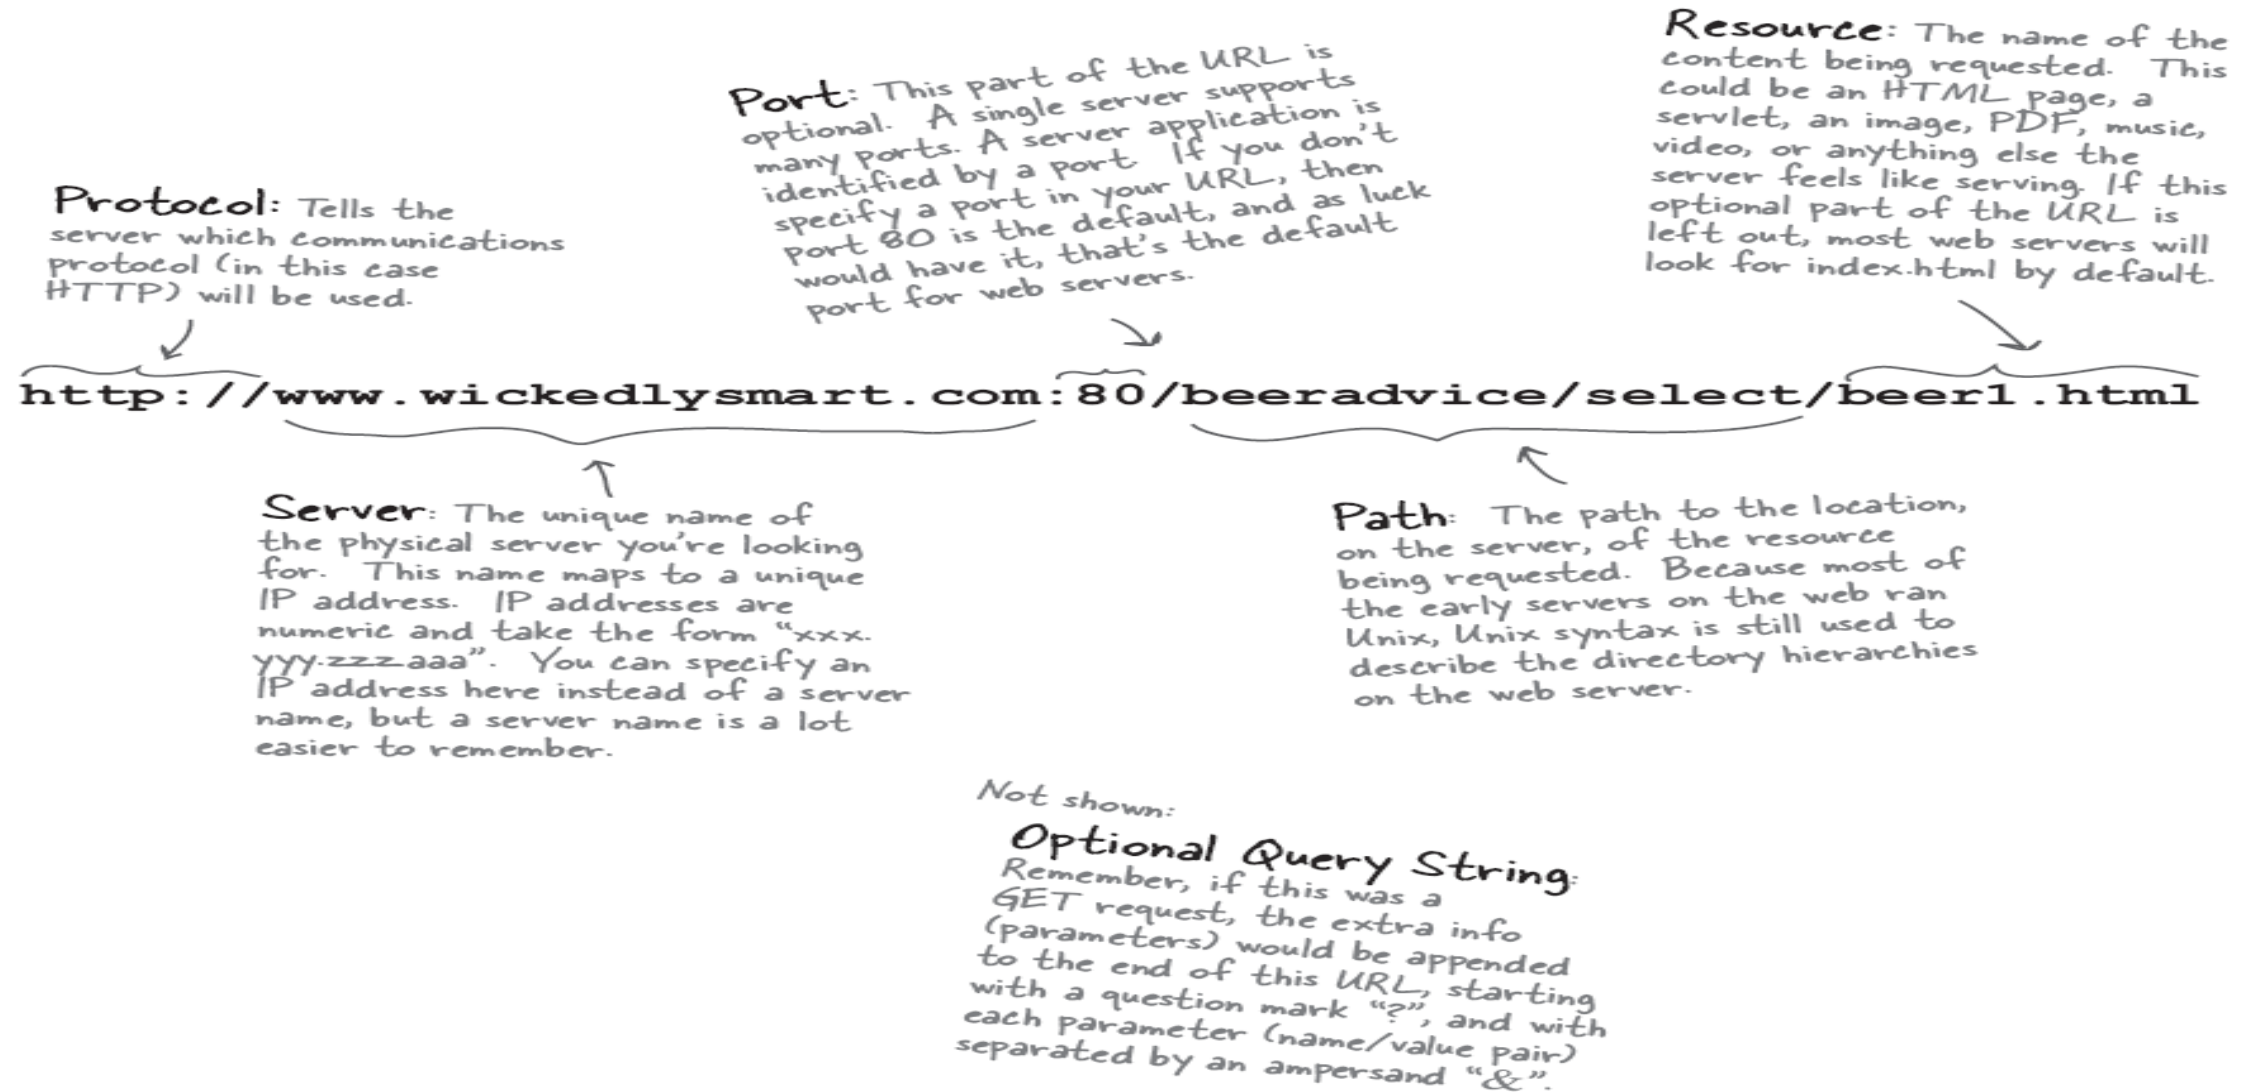 Resource: The name of the
content being requested. This
could be an HTML page, a
servlet, an image, PDF, music,
video, or anything else the
server feels like serving. If this
optional part of the URL is
left out, most web servers will
look for index.html by default.
Port: This part of the URL is
optional. A single server supports
many ports. A server application is
identified by a port. If you don't
specify a port in your URL, then
port 80 is the default, and as luck
would have it, that's the default
port for web servers.
Protocol: Tells the
server which communications
protocol (in this case
HTTP) will be used.
http://www.wickedlysmart.com:80/beeradvice/select/beer1.html
Server: The unique name of
the physical server you're looking
for. This name maps to a unique
IP address. IP addresses are
numeric and take the form "xxx.
yyy.zzz.aaa". You can specify an
IP address here instead of a server
name, but a server name is a lot
easier to remember.
Path: The path to the location,
on the server, of the resource
being requested. Because most of
the early servers on the web ran
Unix, Unix syntax is still used to
describe the directory hierarchies
on the web server.
Not shown:
Optional Query String:
Remember, if this was a
GET request, the extra info
(parameters) would be appended
to the end of this URL, starting
with a question mark "?", and with
each parameter (name/value pair)
separated by an ampersand "&".